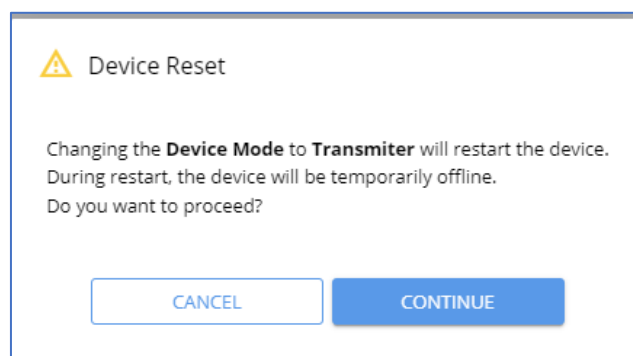 Device Reset
Changing the Device Mode to Transmiter will restart the device.
During restart, the device will be temporarily offline.
Do you want to proceed?
CANCEL
CONTINUE